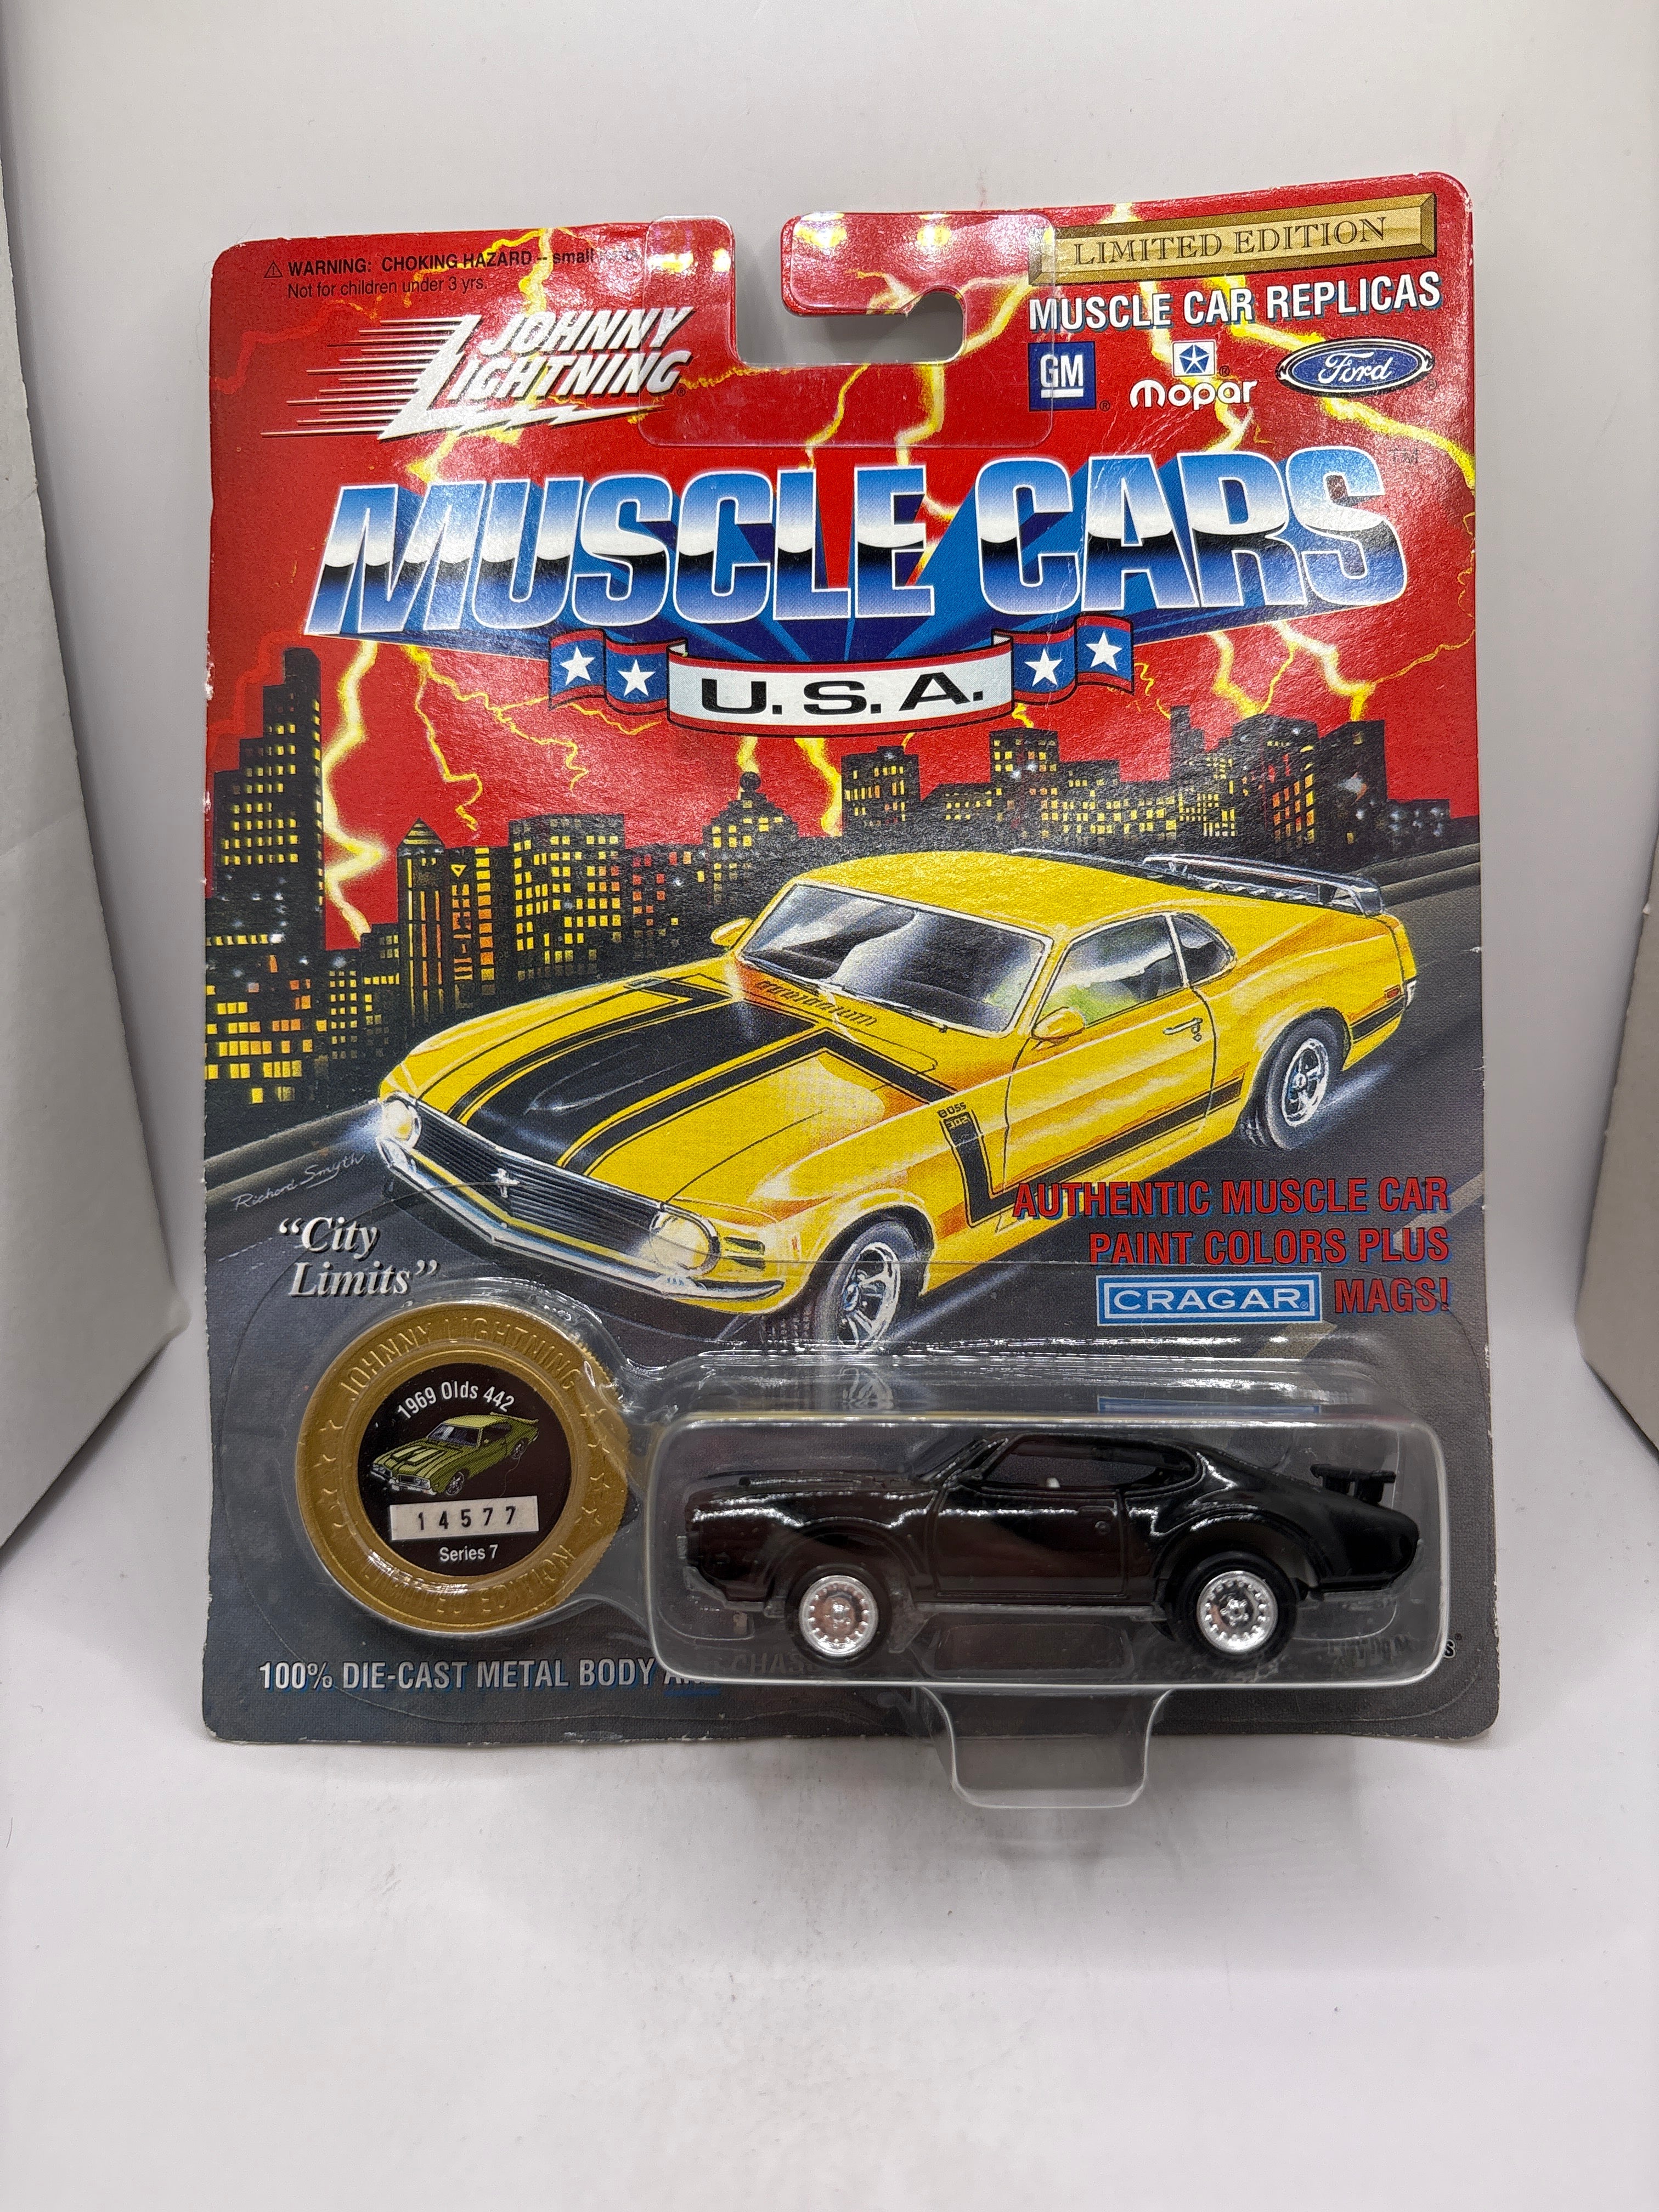 WARNING: CHOKING HAZARD -- small
Not for children under 3 yrs.
JOHNNY
LIGHTNING
LIMITED EDITION
MUSCLE CAR REPLICAS
GM
Mopar
Ford
MUSCLE CARS™
U.S.A.
BOSS
302
Richard Smyth
"City
Limits"
AUTHENTIC MUSCLE CAR
PAINT COLORS PLUS
CRAGAR MAGS!
JOHNNY LIGHTNING
1969 Olds 442
14577
Series 7
LIMITED EDITION
100% DIE-CAST METAL BODY